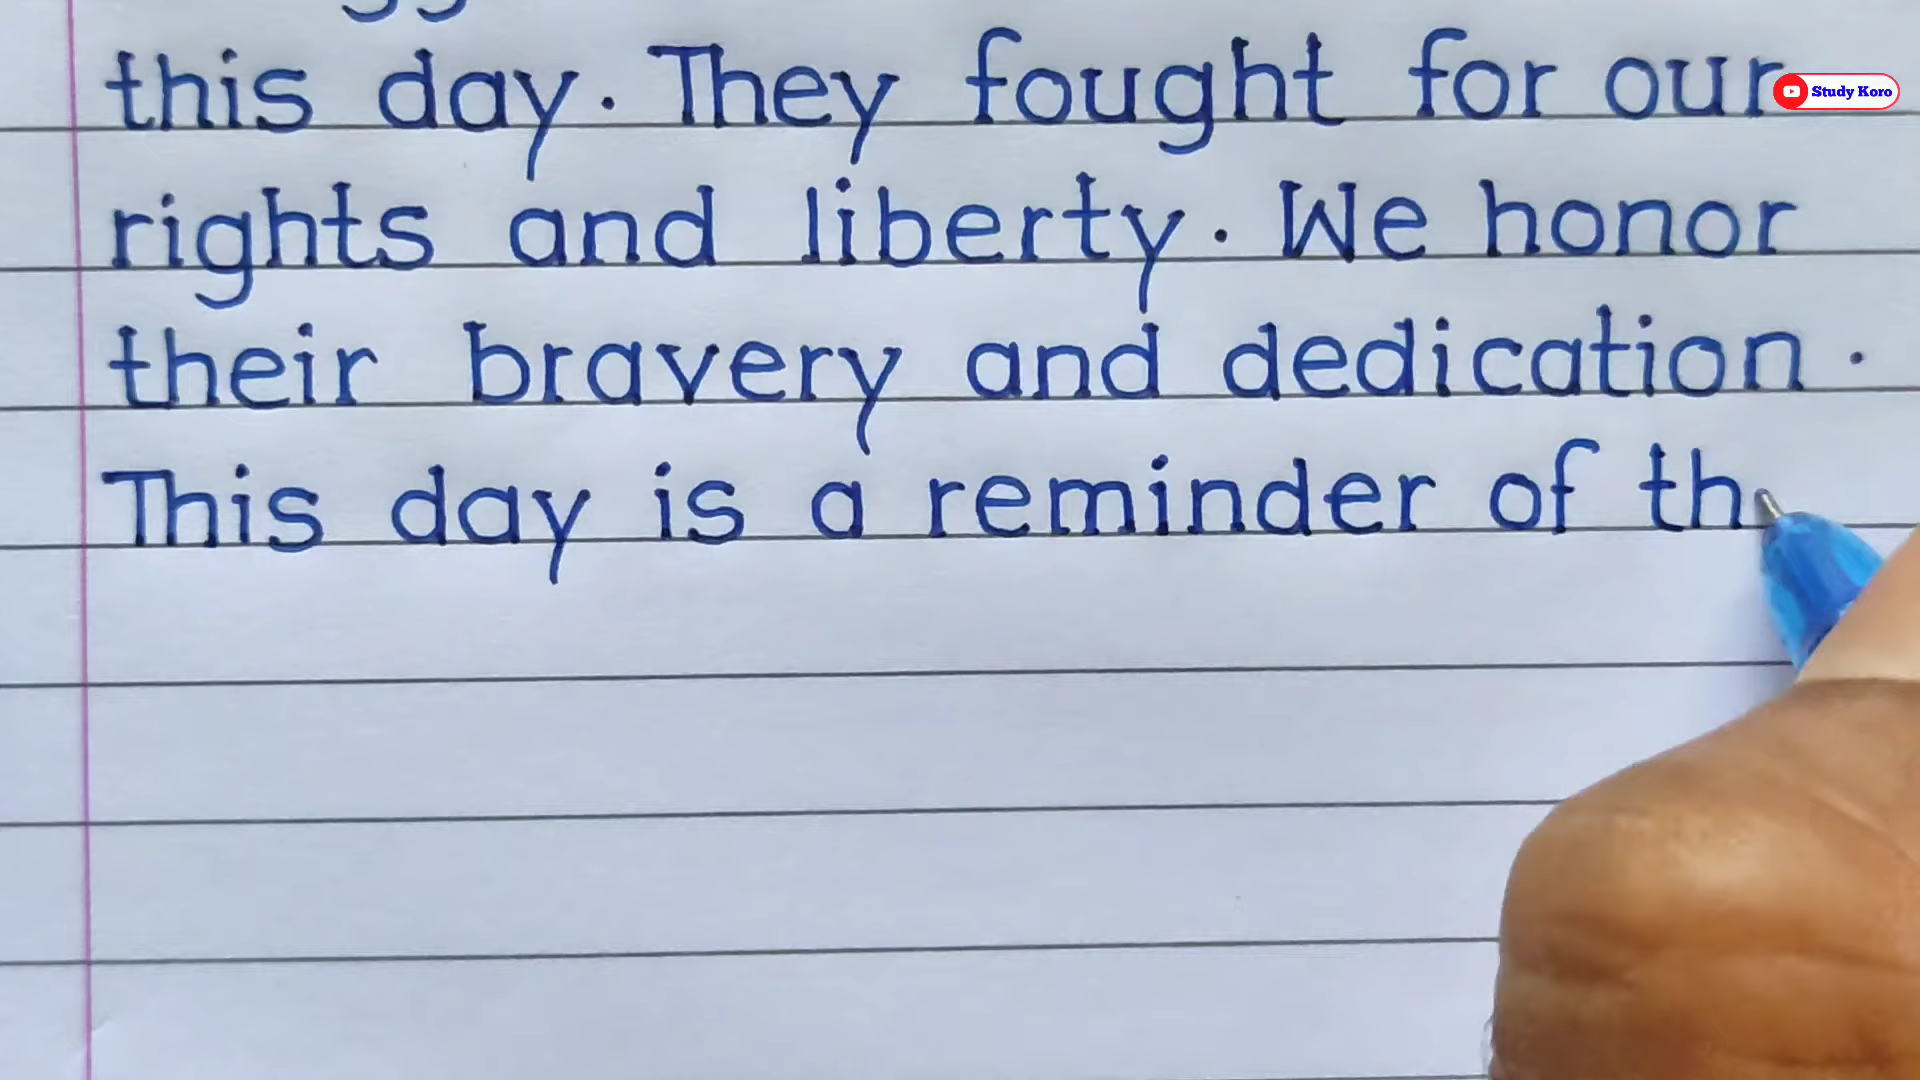 this day. They fought for our
Study Koro
rights and liberty. We honor
their bravery and dedication.
This day is a reminder of th